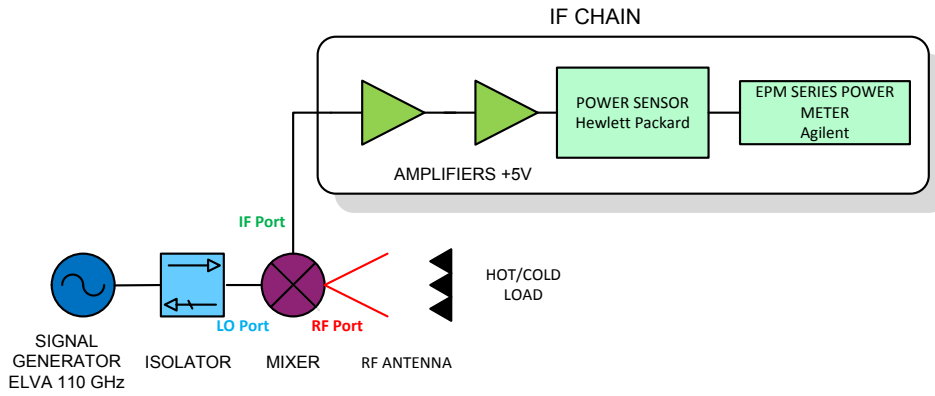 IF CHAIN
POWER SENSOR
Hewlett Packard
EPM SERIES POWER
METER
Agilent
AMPLIFIERS +5V
IF Port
HOT/COLD
LOAD
LO Port
RF Port
SIGNAL
GENERATOR
ELVA 110 GHz
ISOLATOR
MIXER
RF ANTENNA